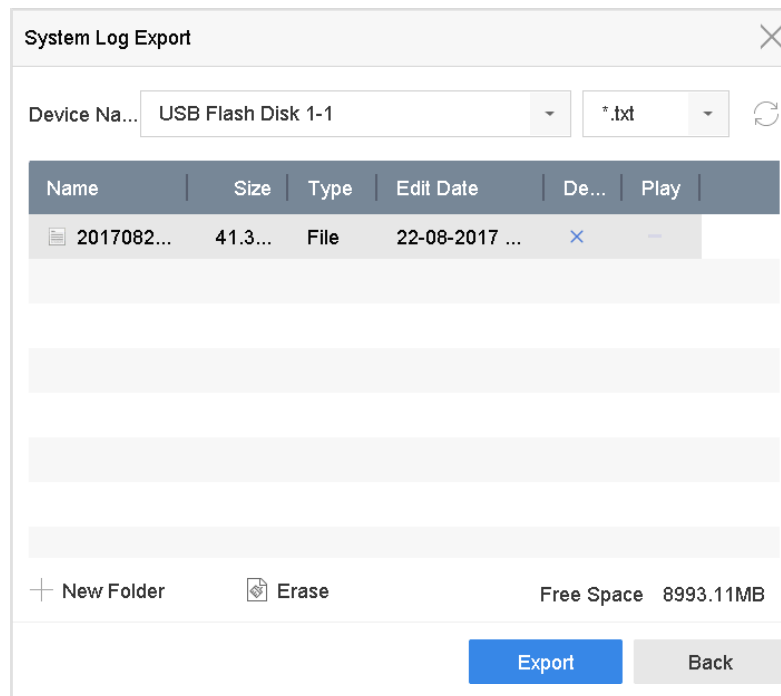 System Log Export
Device Na... USB Flash Disk 1-1 *.txt
Name Size Type Edit Date De... Play
2017082... 41.3... File 22-08-2017 ...
New Folder Erase Free Space 8993.11MB
Export Back